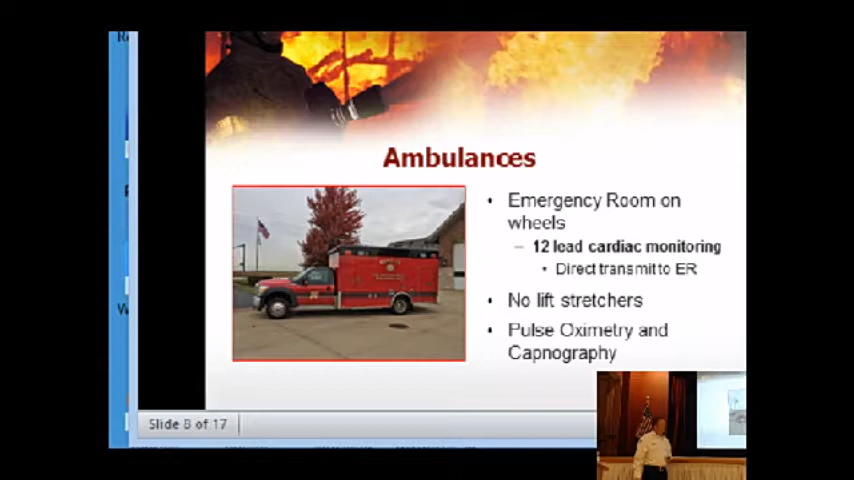 Ambulances
• Emergency Room on
wheels
– 12 lead cardiac monitoring
• Direct transmit to ER
• No lift stretchers
• Pulse Oximetry and
Capnography
Slide 8 of 17